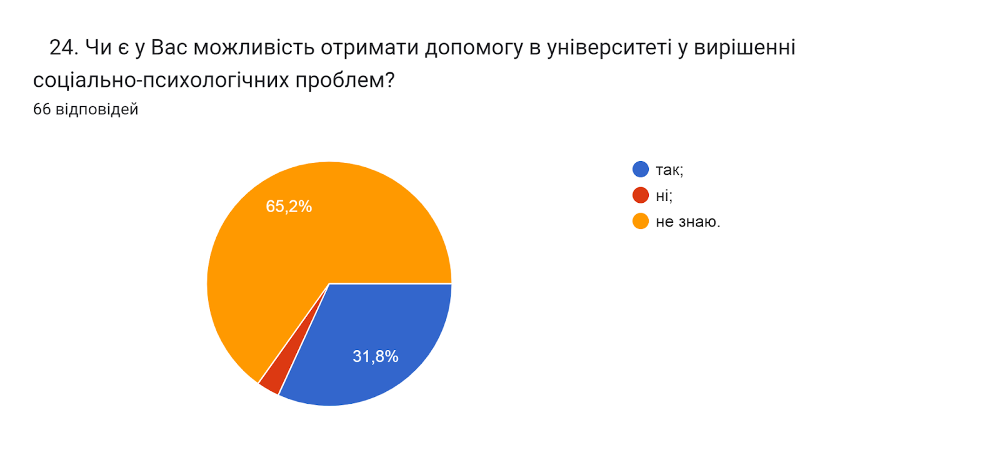 24. Чи є у Вас можливість отримати допомогу в університеті у вирішенні
соціально-психологічних проблем?
66 відповідей
так;
ні;
не знаю.
65,2%
31,8%